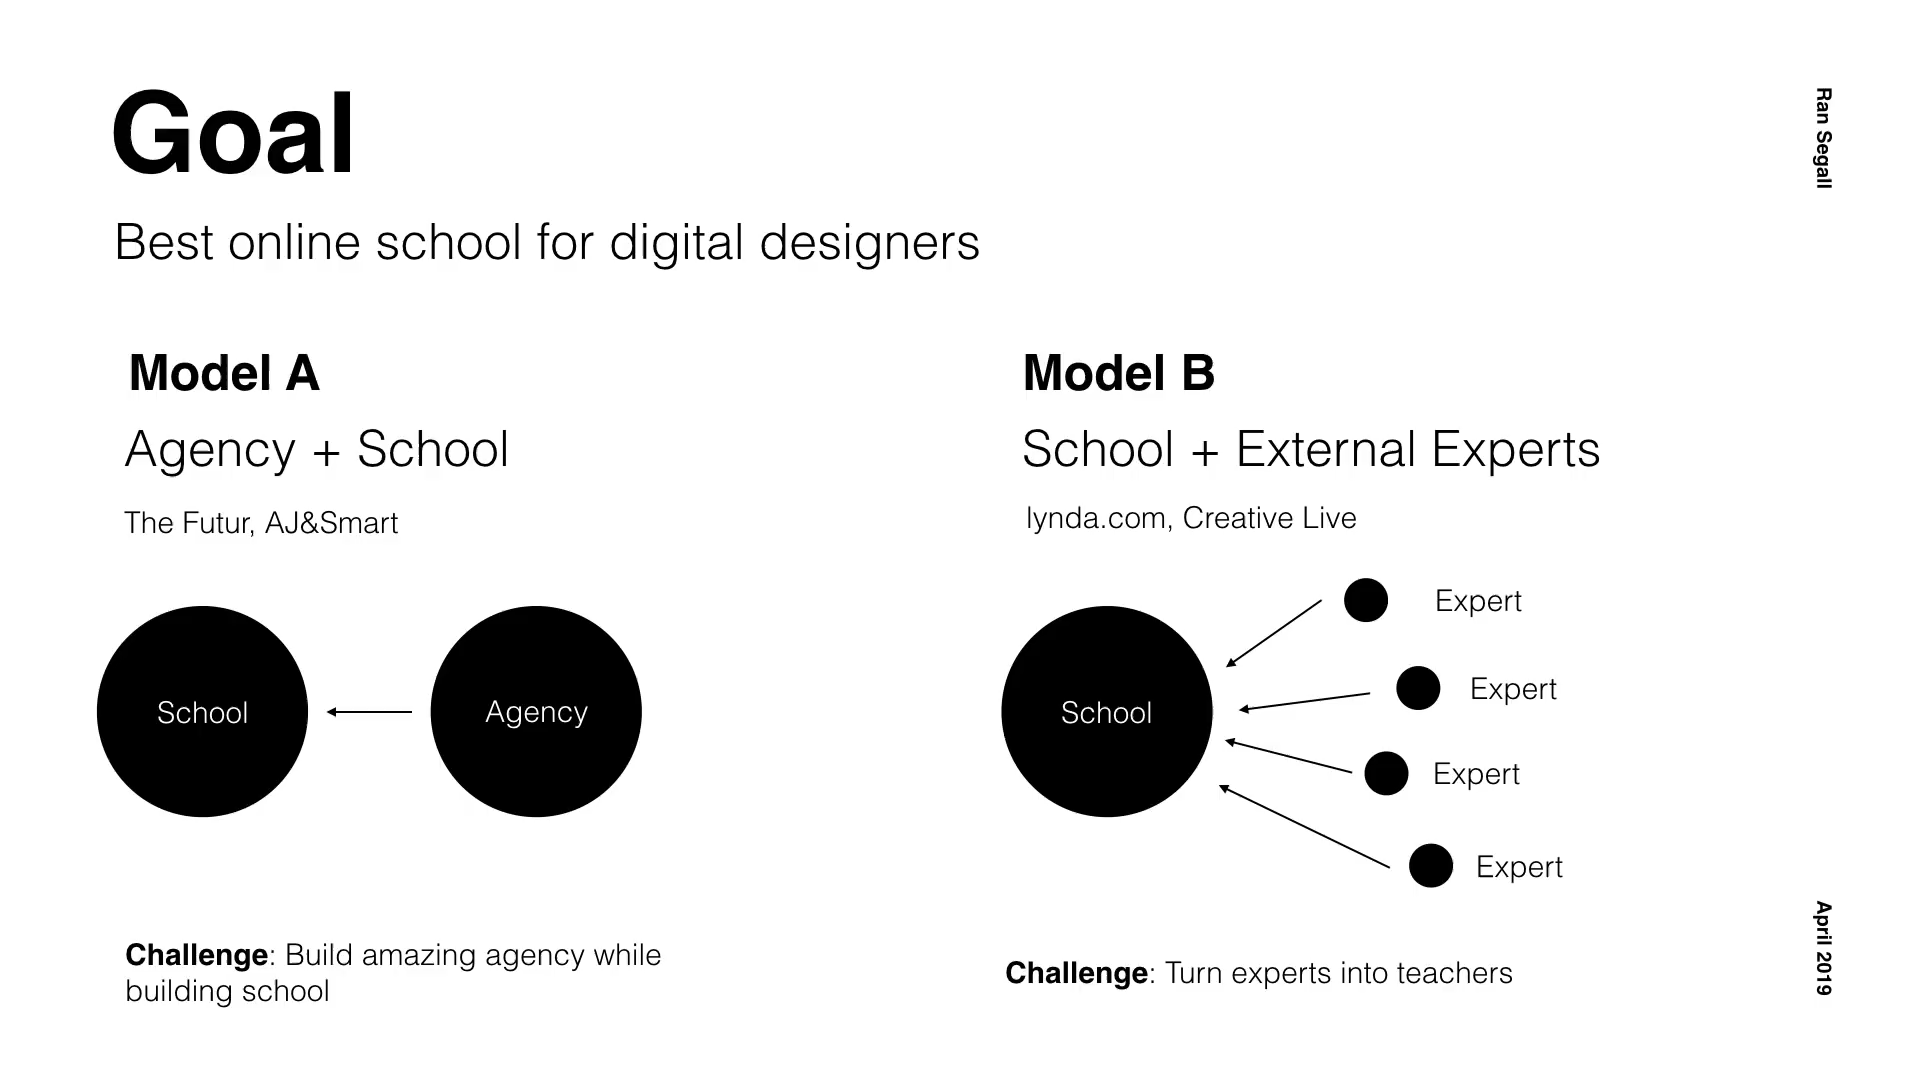 Goal
Best online school for digital designers
Ran Segall
Model A
Agency + School
The Futur, AJ&Smart
School
Agency
Challenge: Build amazing agency while
building school
Model B
School + External Experts
lynda.com, Creative Live
School
Expert
Expert
Expert
Expert
Challenge: Turn experts into teachers
April 2019